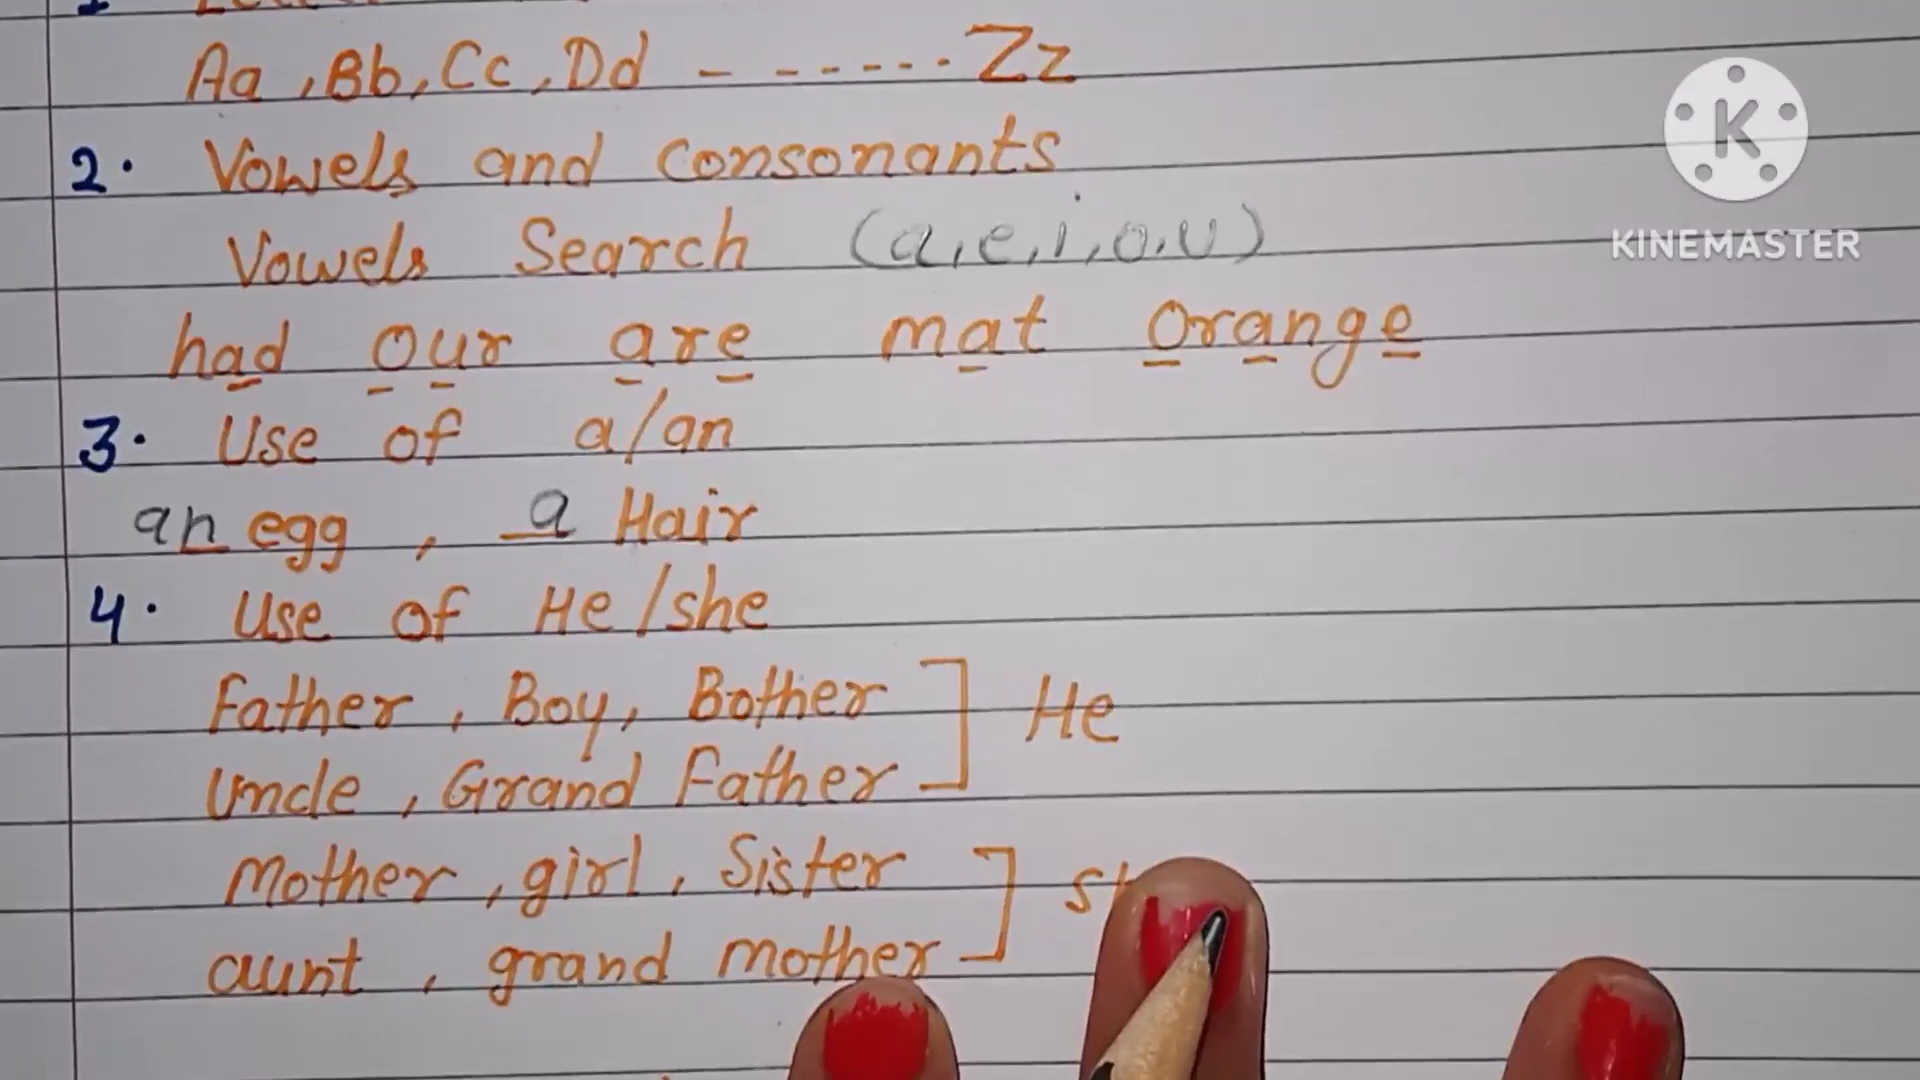 Aa, Bb, Cc, Dd - - - - - ... Zz
2. Vowels and Consonants
Vowels Search (a, e, i, o, u)
had our are mat orange
3. Use of a/an
an egg, a Hair
4. Use of He/she
Father, Boy, Bother ] He
Uncle, Grand Father
Mother, girl, Sister ]
aunt, grand mother
K
KINEMASTER